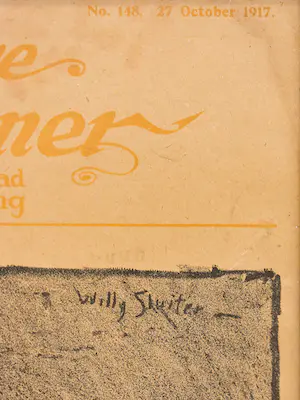 No. 148. 27 October 1917.
e
mer
ad
ng
Willy Sluiter